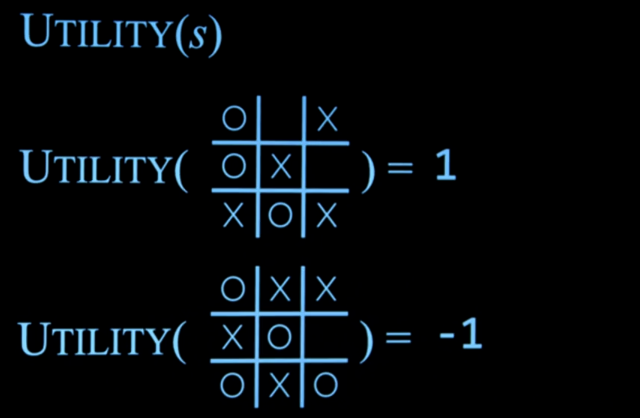 UTILITY(s)
O X
UTILITY( O X ) = 1
X O X
O X X
UTILITY( X O ) = -1
O X O